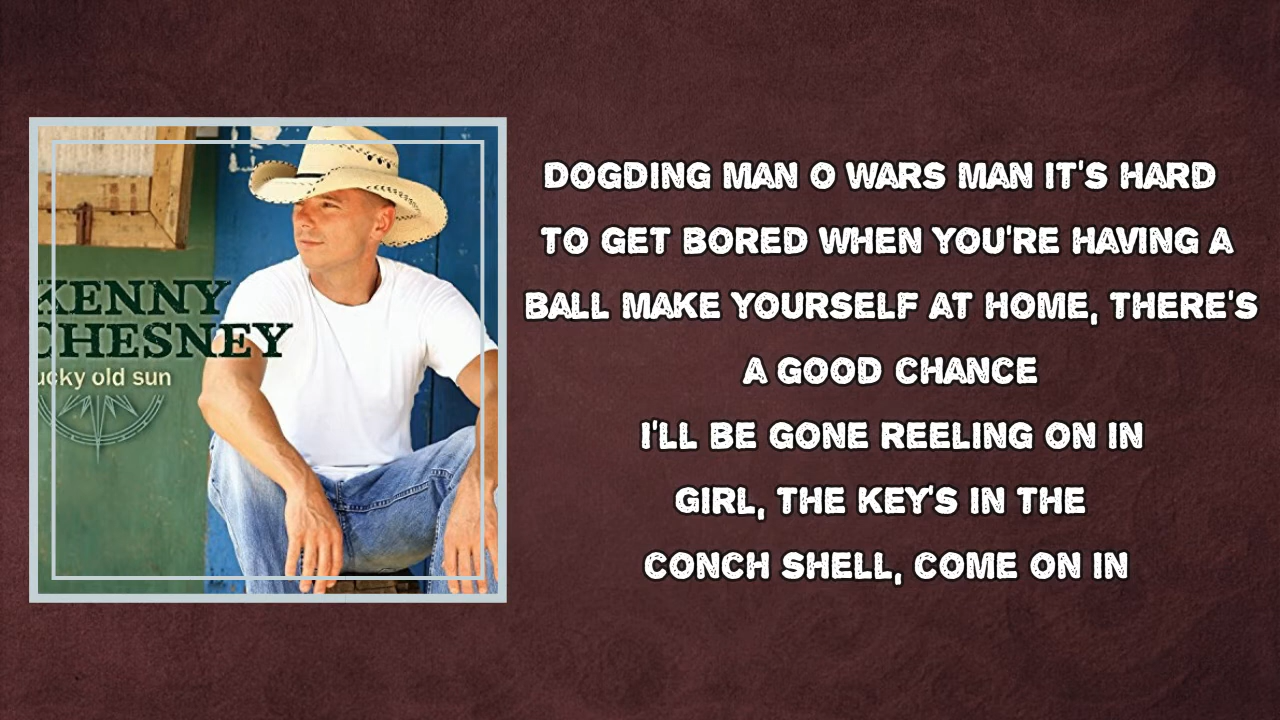 KENNY
CHESNEY
ucky old sun
DOGDING MAN O WARS MAN IT'S HARD
TO GET BORED WHEN YOU'RE HAVING A
BALL MAKE YOURSELF AT HOME, THERE'S
A GOOD CHANCE
I'LL BE GONE REELING ON IN
GIRL, THE KEY'S IN THE
CONCH SHELL, COME ON IN